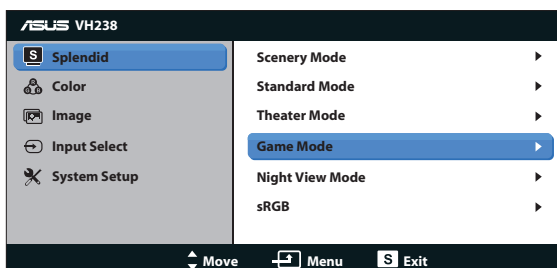 ASUS VH238
S Splendid
Color
Image
Input Select
System Setup
Scenery Mode
Standard Mode
Theater Mode
Game Mode
Night View Mode
sRGB
Move Menu S Exit